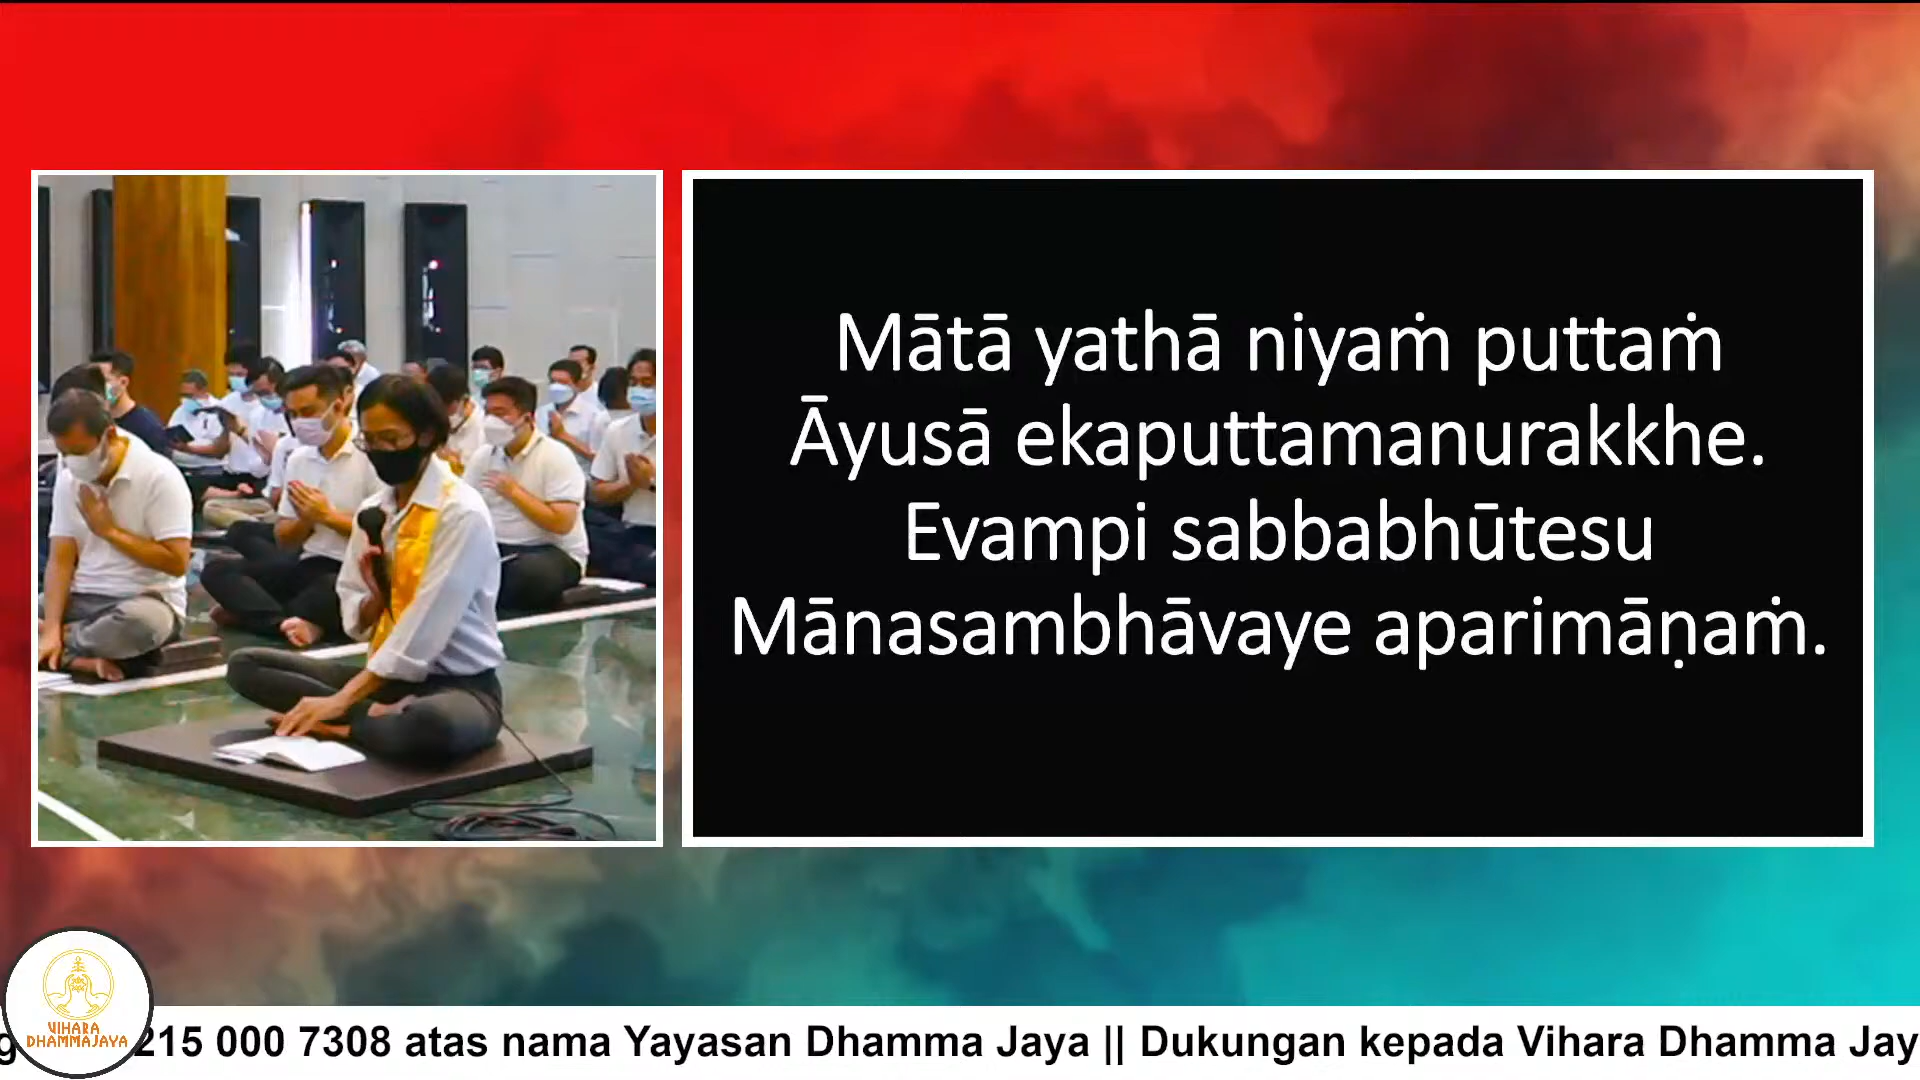 Mātā yathā niyaṁ puttaṁ
Āyusā ekaputtamanurakkhe.
Evampi sabbabhūtesu
Mānasambhāvaye aparimāṇaṁ.
VIHARA
DHAMMAJAYA
215 000 7308 atas nama Yayasan Dhamma Jaya || Dukungan kepada Vihara Dhamma Jay